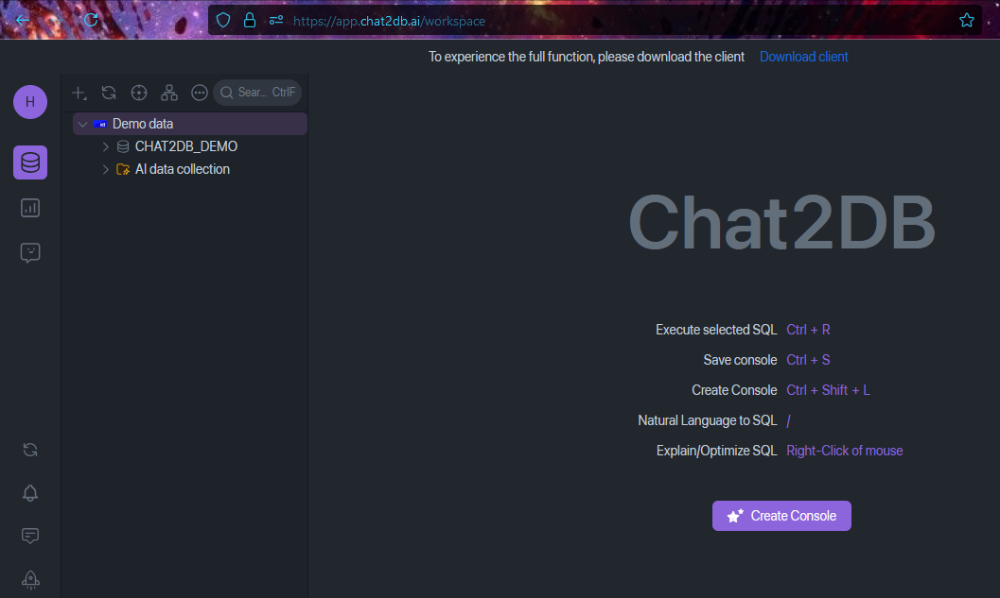 https://app.chat2db.ai/workspace
To experience the full function, please download the client Download client
H
Sear... CtrlF
Demo data
CHAT2DB_DEMO
AI data collection
Chat2DB
Execute selected SQL Ctrl + R
Save console Ctrl + S
Create Console Ctrl + Shift + L
Natural Language to SQL /
Explain/Optimize SQL Right-Click of mouse
Create Console